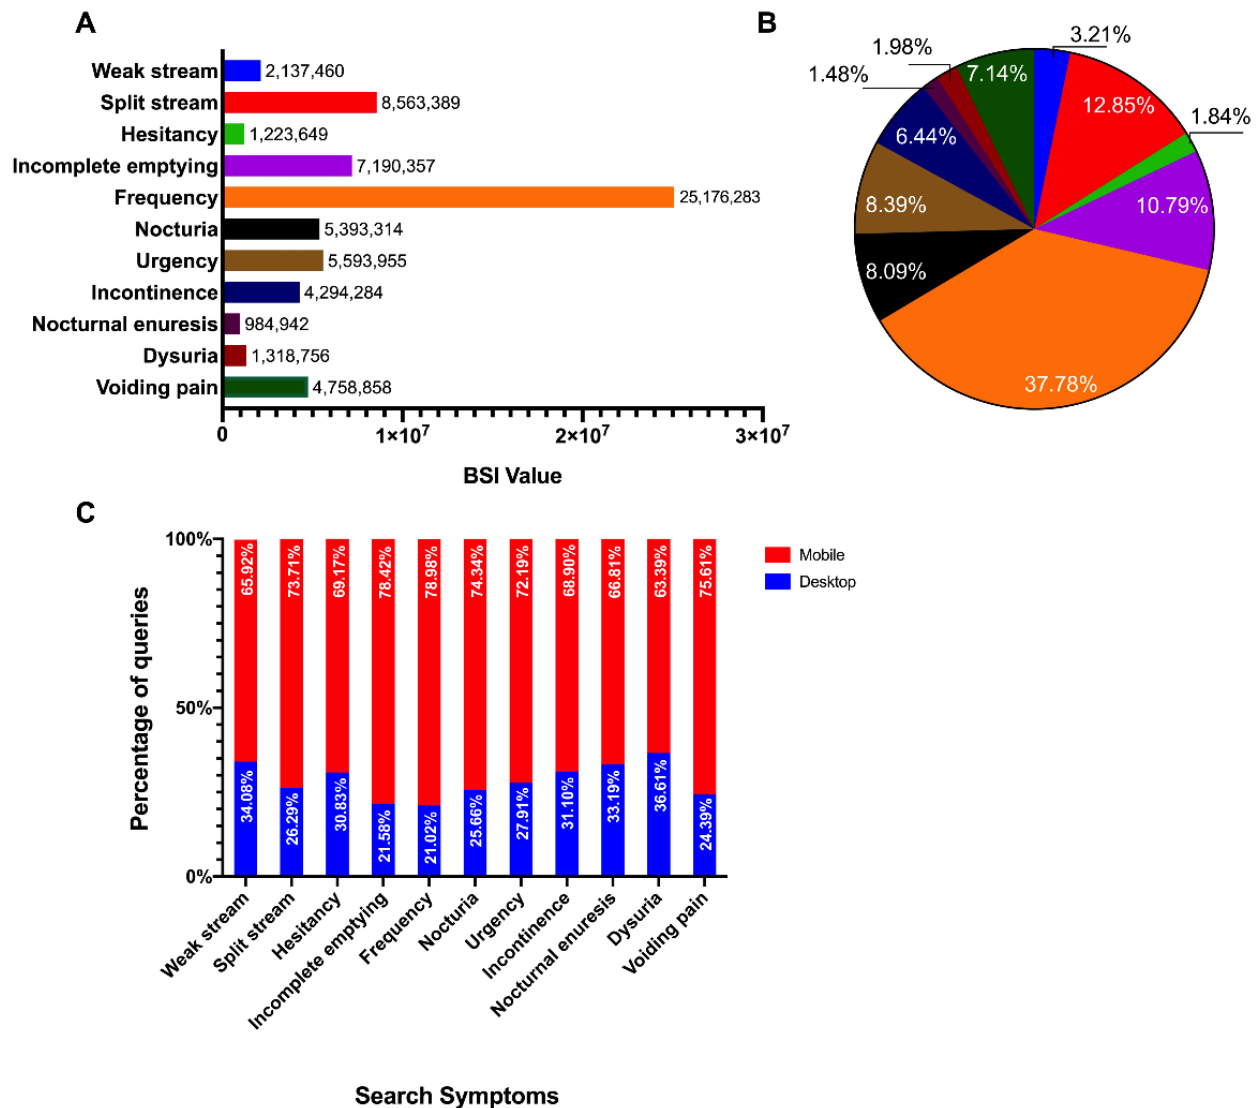 A
Weak stream 2,137,460
Split stream 8,563,389
Hesitancy 1,223,649
Incomplete emptying 7,190,357
Frequency 25,176,283
Nocturia 5,393,314
Urgency 5,593,955
Incontinence 4,294,284
Nocturnal enuresis 984,942
Dysuria 1,318,756
Voiding pain 4,758,858
0 1×10⁷ 2×10⁷ 3×10⁷
BSI Value
B
3.21%
12.85%
1.84%
10.79%
37.78%
8.09%
8.39%
6.44%
1.48%
1.98%
7.14%
C
Percentage of queries
100%
50%
0%
65.92% 73.71% 69.17% 78.42% 78.98% 74.34% 72.19% 68.90% 66.81% 63.39% 75.61%
34.08% 26.29% 30.83% 21.58% 21.02% 25.66% 27.91% 31.10% 33.19% 36.61% 24.39%
Weak stream
Split stream
Hesitancy
Incomplete emptying
Frequency
Nocturia
Urgency
Incontinence
Nocturnal enuresis
Dysuria
Voiding pain
Mobile
Desktop
Search Symptoms